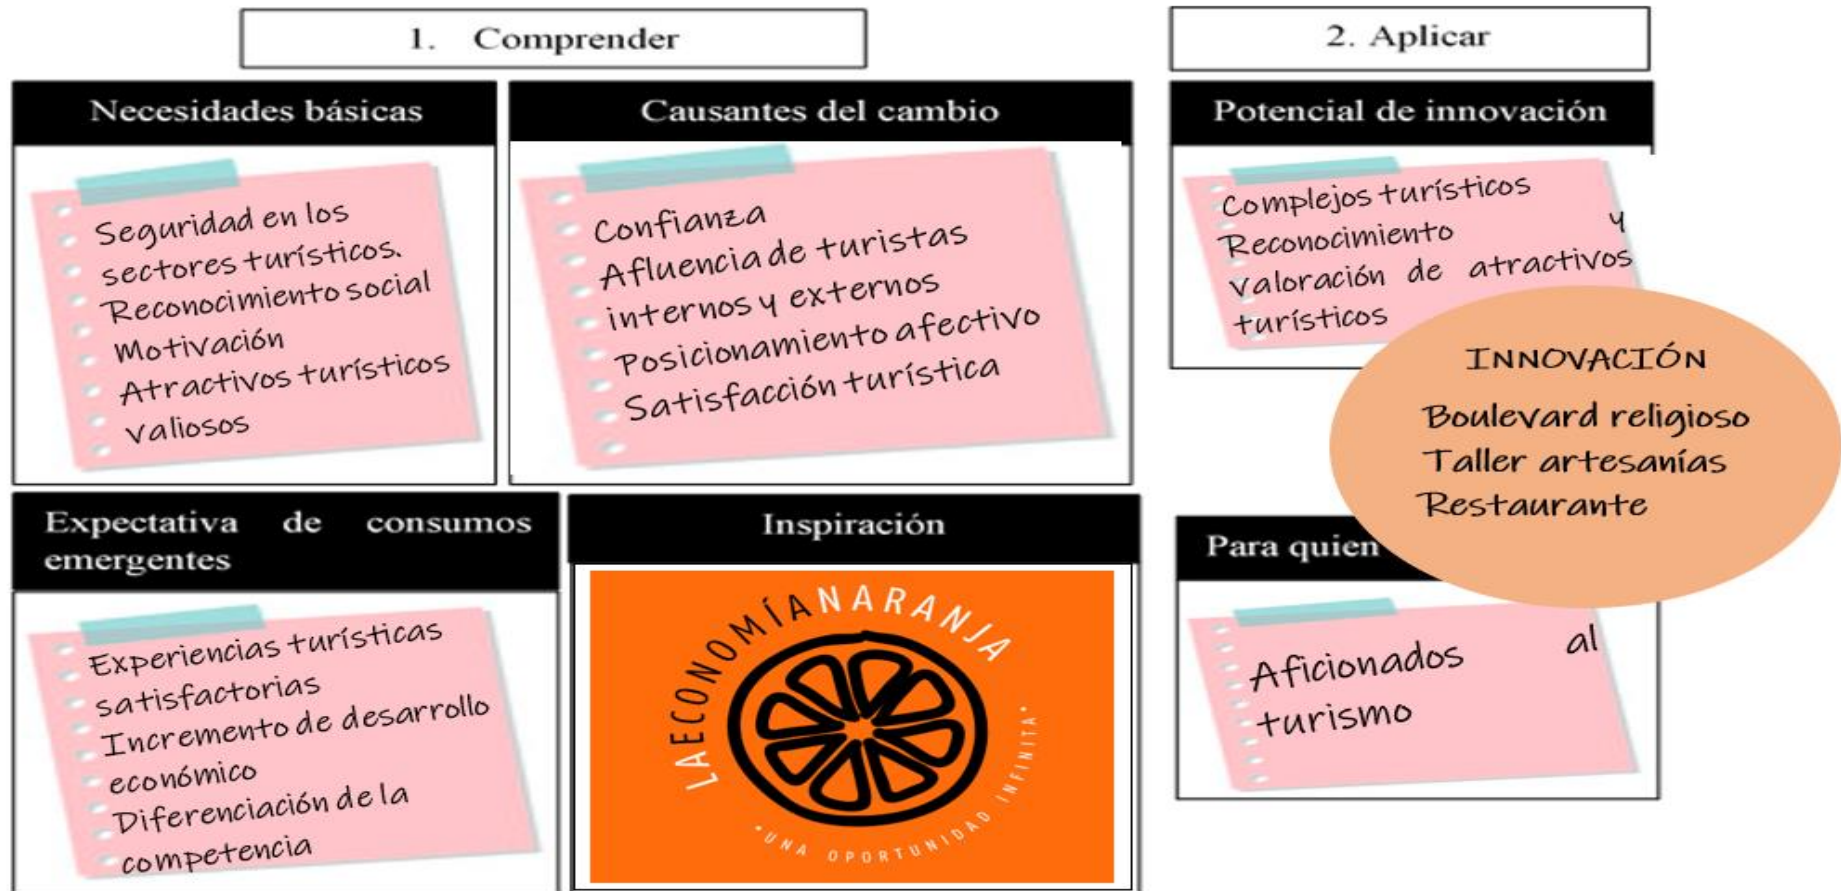 1. Comprender
Necesidades básicas
Seguridad en los
sectores turísticos.
Reconocimiento social
Motivación
Atractivos turísticos
valiosos
Causantes del cambio
Confianza
Afluencia de turistas
internos y externos
Posicionamiento afectivo
Satisfacción turística
Expectativa de consumos
emergentes
Experiencias turísticas
satisfactorias
Incremento de desarrollo
económico
Diferenciación de la
competencia
Inspiración
LA ECONOMÍA NARANJA
•UNA OPORTUNIDAD INFINITA•
2. Aplicar
Potencial de innovación
Complejos turísticos
Reconocimiento y
valoración de atractivos
turísticos
INNOVACIÓN
Boulevard religioso
Taller artesanías
Restaurante
Para quien
Aficionados al
turismo